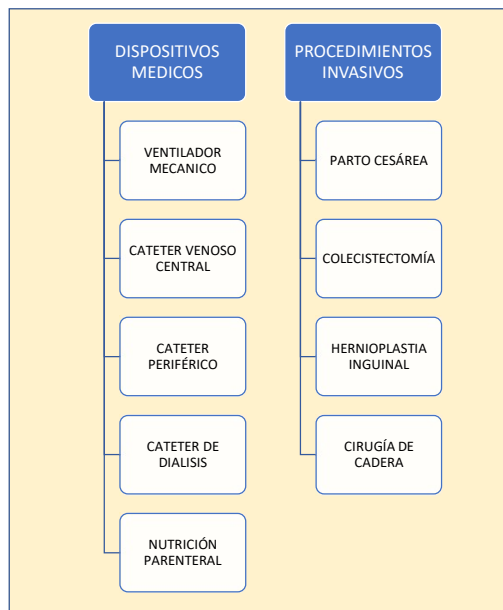 DISPOSITIVOS
MEDICOS
VENTILADOR
MECANICO
CATETER VENOSO
CENTRAL
CATETER
PERIFÉRICO
CATETER DE
DIALISIS
NUTRICIÓN
PARENTERAL
PROCEDIMIENTOS
INVASIVOS
PARTO CESÁREA
COLECISTECTOMÍA
HERNIOPLASTIA
INGUINAL
CIRUGÍA DE
CADERA